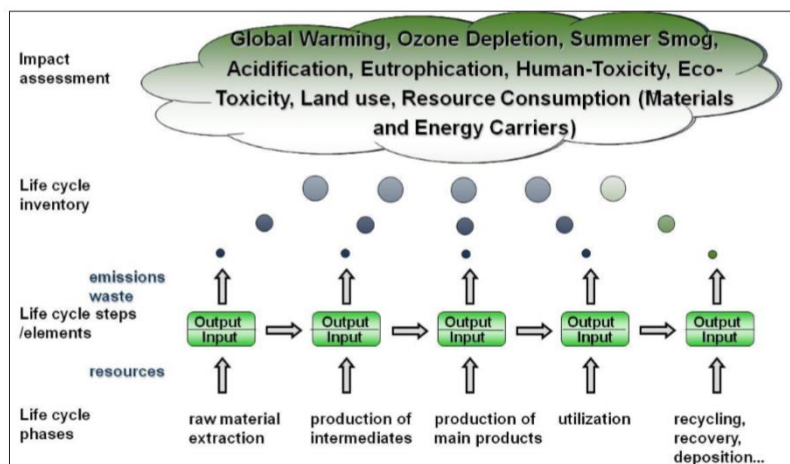 Impact
assessment
Global Warming, Ozone Depletion, Summer Smog,
Acidification, Eutrophication, Human-Toxicity, Eco-
Toxicity, Land use, Resource Consumption (Materials
and Energy Carriers)
Life cycle
inventory
emissions
waste
Life cycle steps
/elements
Output
Input
Output
Input
Output
Input
Output
Input
Output
Input
resources
Life cycle
phases
raw material
extraction
production of
intermediates
production of
main products
utilization
recycling,
recovery,
deposition...